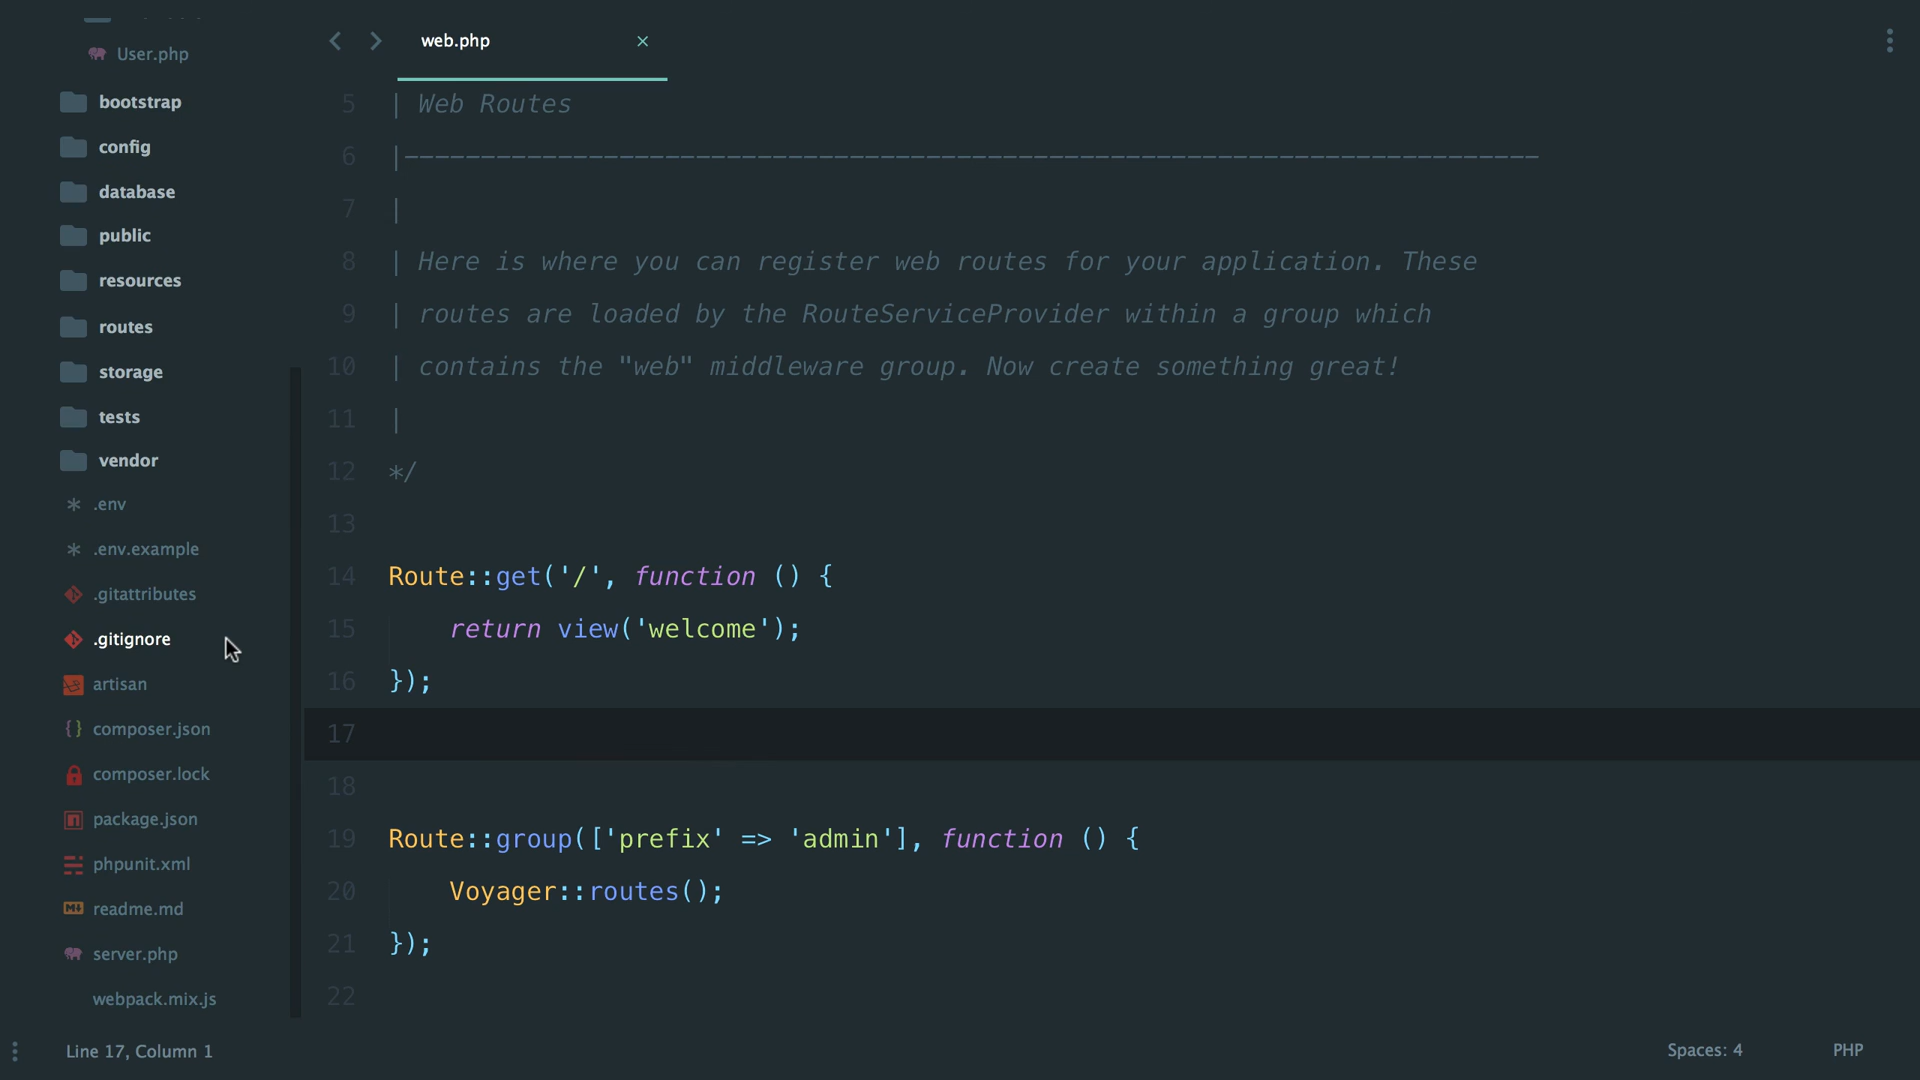 User.php
bootstrap
config
database
public
resources
routes
storage
tests
vendor
.env
.env.example
.gitattributes
.gitignore
artisan
composer.json
composer.lock
package.json
phpunit.xml
readme.md
server.php
webpack.mix.js
web.php
5 | Web Routes
6 |--------------------------------------------------------------------------
7 |
8 | Here is where you can register web routes for your application. These
9 | routes are loaded by the RouteServiceProvider within a group which
10 | contains the "web" middleware group. Now create something great!
11 |
12 */
13
14 Route::get('/', function () {
15     return view('welcome');
16 });
17
18
19 Route::group(['prefix' => 'admin'], function () {
20     Voyager::routes();
21 });
22
Line 17, Column 1
Spaces: 4
PHP